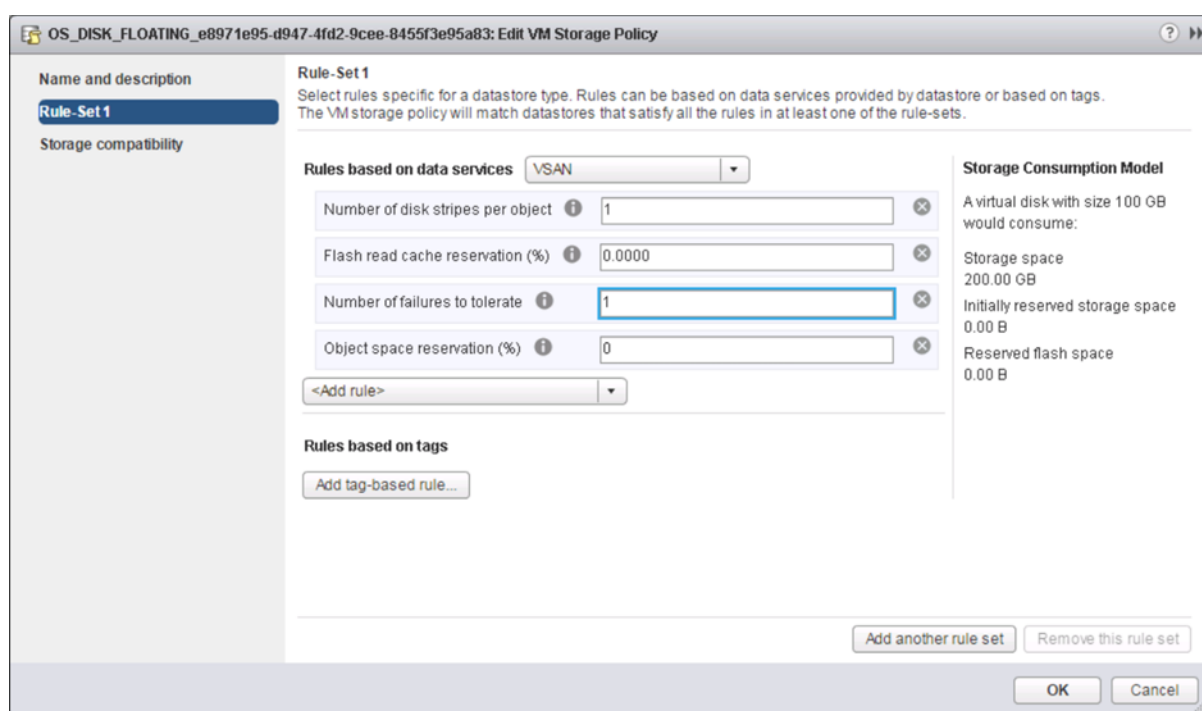 OS_DISK_FLOATING_e8971e95-d947-4fd2-9cee-8455f3e95a83: Edit VM Storage Policy
Name and description
Rule-Set 1
Storage compatibility
Rule-Set 1
Select rules specific for a datastore type. Rules can be based on data services provided by datastore or based on tags.
The VM storage policy will match datastores that satisfy all the rules in at least one of the rule-sets.
Rules based on data services VSAN
Number of disk stripes per object 1
Flash read cache reservation (%) 0.0000
Number of failures to tolerate 1
Object space reservation (%) 0
<Add rule>
Rules based on tags
Add tag-based rule...
Storage Consumption Model
A virtual disk with size 100 GB
would consume:
Storage space
200.00 GB
Initially reserved storage space
0.00 B
Reserved flash space
0.00 B
Add another rule set Remove this rule set
OK Cancel